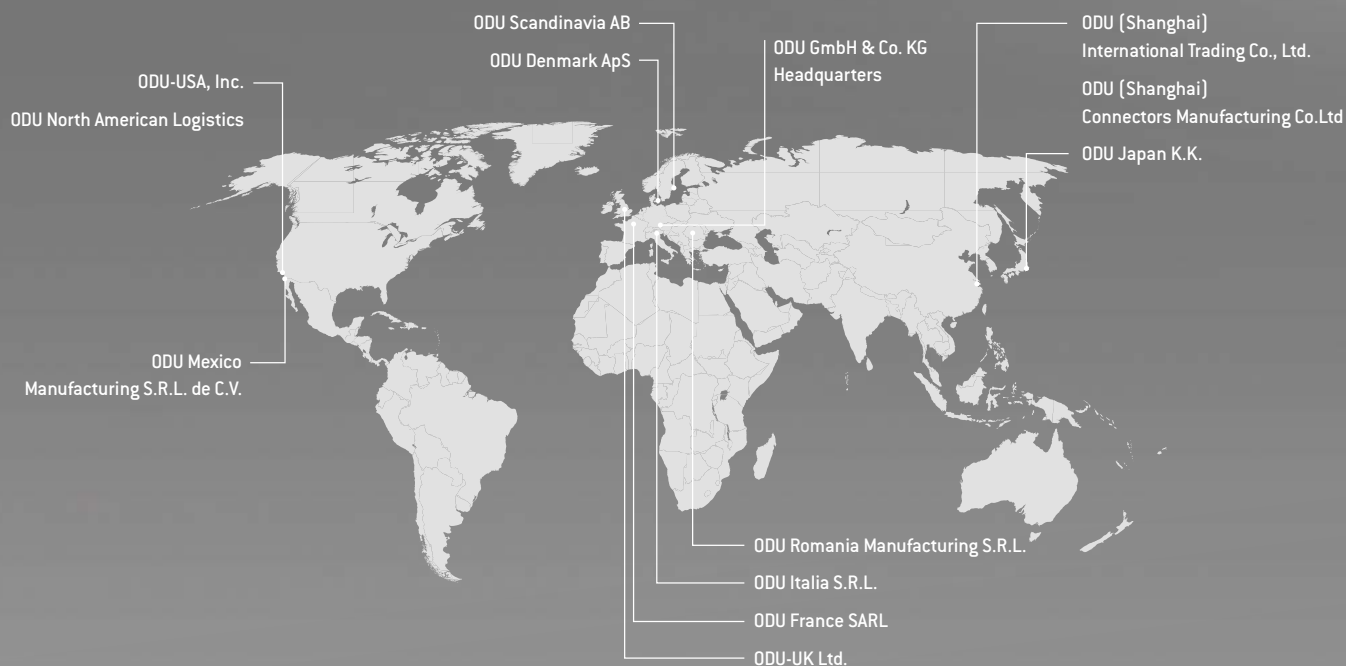 ODU-USA, Inc.
ODU North American Logistics
ODU Mexico
Manufacturing S.R.L. de C.V.
ODU Scandinavia AB
ODU Denmark ApS
ODU GmbH & Co. KG
Headquarters
ODU (Shanghai)
International Trading Co., Ltd.
ODU (Shanghai)
Connectors Manufacturing Co.Ltd
ODU Japan K.K.
ODU Romania Manufacturing S.R.L.
ODU Italia S.R.L.
ODU France SARL
ODU-UK Ltd.